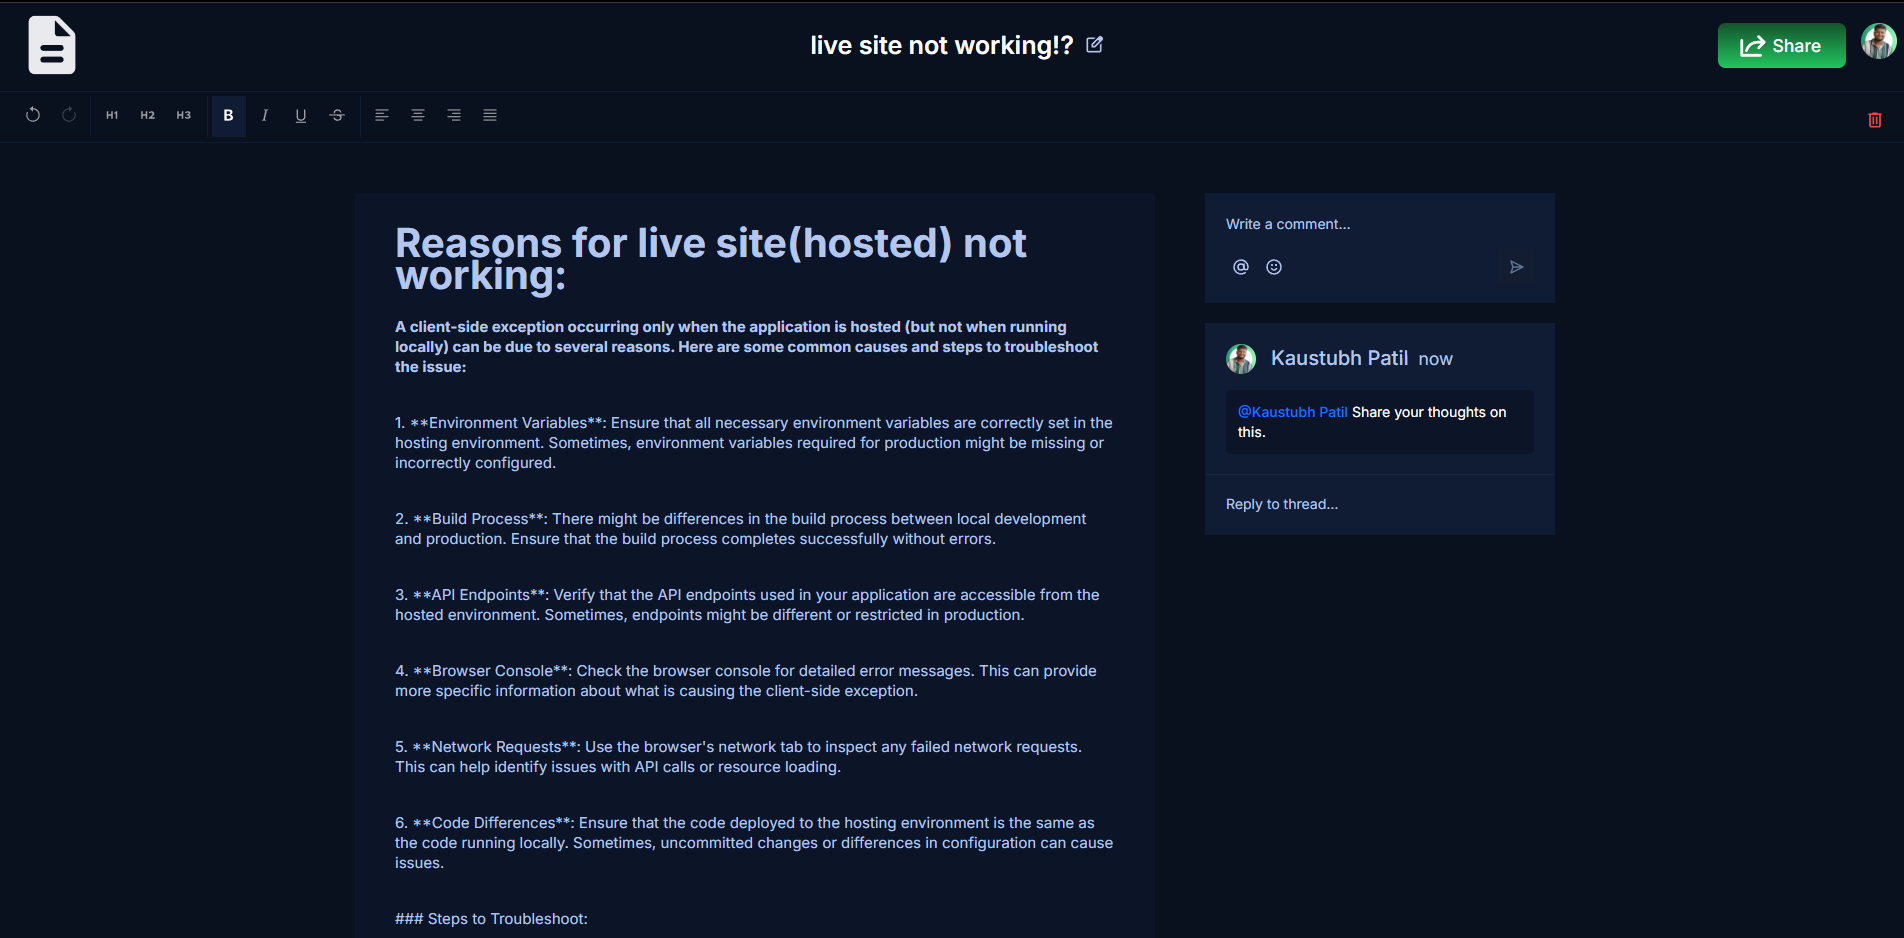 live site not working!?
Share
H1 H2 H3 B I U S
Reasons for live site(hosted) not
working:
A client-side exception occurring only when the application is hosted (but not when running
locally) can be due to several reasons. Here are some common causes and steps to troubleshoot
the issue:
1. **Environment Variables**: Ensure that all necessary environment variables are correctly set in the
hosting environment. Sometimes, environment variables required for production might be missing or
incorrectly configured.
2. **Build Process**: There might be differences in the build process between local development
and production. Ensure that the build process completes successfully without errors.
3. **API Endpoints**: Verify that the API endpoints used in your application are accessible from the
hosted environment. Sometimes, endpoints might be different or restricted in production.
4. **Browser Console**: Check the browser console for detailed error messages. This can provide
more specific information about what is causing the client-side exception.
5. **Network Requests**: Use the browser's network tab to inspect any failed network requests.
This can help identify issues with API calls or resource loading.
6. **Code Differences**: Ensure that the code deployed to the hosting environment is the same as
the code running locally. Sometimes, uncommitted changes or differences in configuration can cause
issues.
### Steps to Troubleshoot:
Write a comment...
@
Kaustubh Patil now
@Kaustubh Patil Share your thoughts on
this.
Reply to thread...